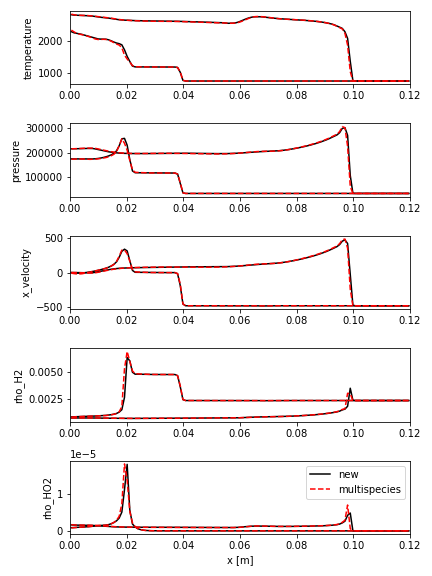 temperature
2000
1000
0.00 0.02 0.04 0.06 0.08 0.10 0.12
pressure
300000
200000
100000
0.00 0.02 0.04 0.06 0.08 0.10 0.12
x_velocity
500
0
−500
0.00 0.02 0.04 0.06 0.08 0.10 0.12
rho_H2
0.0050
0.0025
0.00 0.02 0.04 0.06 0.08 0.10 0.12
1e−5
rho_HO2
1
0
new
multispecies
0.00 0.02 0.04 0.06 0.08 0.10 0.12
x [m]